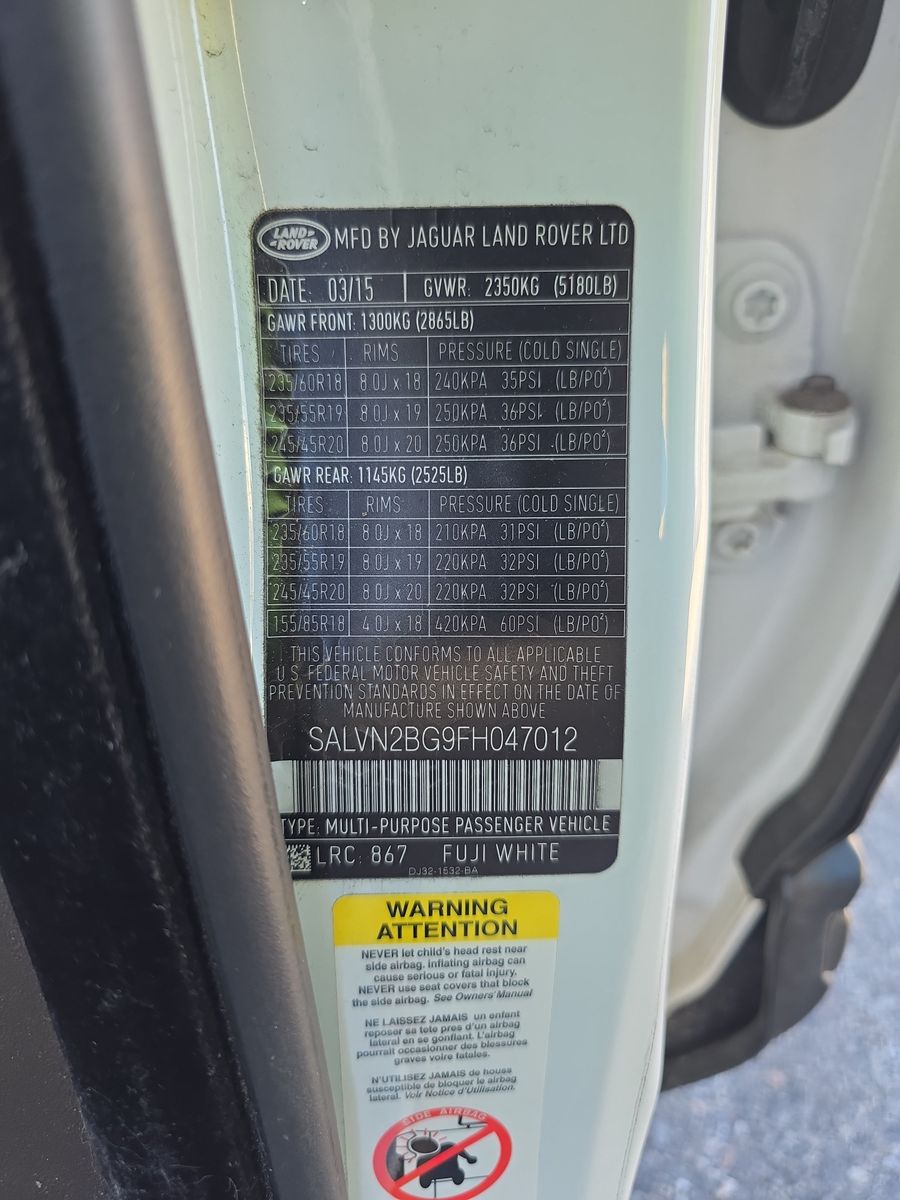 LAND ROVER MFD BY JAGUAR LAND ROVER LTD
DATE: 03/15 GVWR: 2350KG (5180LB)
GAWR FRONT: 1300KG (2865LB)
TIRES RIMS PRESSURE (COLD SINGLE)
235/60R18 8.0J x 18 240KPA 35PSI (LB/PO²)
235/55R19 8.0J x 19 250KPA 36PSI (LB/PO²)
245/45R20 8.0J x 20 250KPA 36PSI (LB/PO²)
GAWR REAR: 1145KG (2525LB)
TIRES RIMS PRESSURE (COLD SINGLE)
235/60R18 8.0J x 18 210KPA 31PSI (LB/PO²)
235/55R19 8.0J x 19 220KPA 32PSI (LB/PO²)
245/45R20 8.0J x 20 220KPA 32PSI (LB/PO²)
155/85R18 4.0J x 18 420KPA 60PSI (LB/PO²)
THIS VEHICLE CONFORMS TO ALL APPLICABLE
U.S. FEDERAL MOTOR VEHICLE SAFETY AND THEFT
PREVENTION STANDARDS IN EFFECT ON THE DATE OF
MANUFACTURE SHOWN ABOVE
SALVN2BG9FH047012
TYPE: MULTI-PURPOSE PASSENGER VEHICLE
LRC: 867 FUJI WHITE
DJ32-1532-BA
WARNING
ATTENTION
NEVER let child's head rest near
side airbag. Inflating airbag can
cause serious or fatal injury.
NEVER use seat covers that block
the side airbag. See Owners' Manual
NE LAISSEZ JAMAIS un enfant
reposer sa tete pres d'un airbag
lateral en se gonflant. L'airbag
pourrait occasionner des blessures
graves voire fatales.
N'UTILISEZ JAMAIS de houss
susceptible de bloquer le airbag
lateral. Voir Notice d'Utilisation.
SIDE AIRBAG